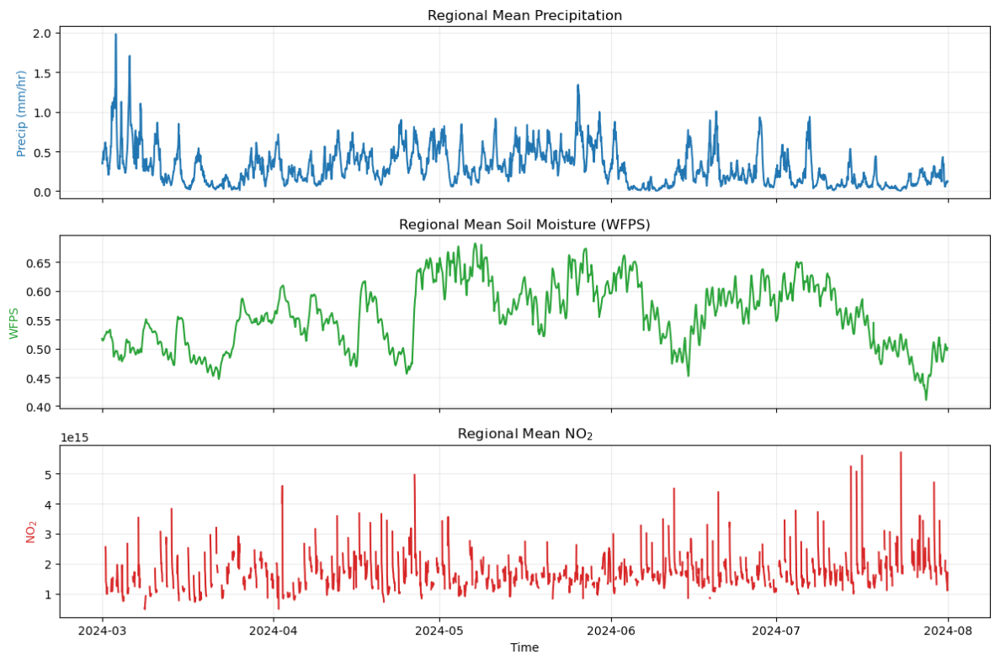 Regional Mean Precipitation
Precip (mm/hr)
2.0
1.5
1.0
0.5
0.0
Regional Mean Soil Moisture (WFPS)
WFPS
0.65
0.60
0.55
0.50
0.45
0.40
1e15
Regional Mean NO₂
NO₂
5
4
3
2
1
2024-03
2024-04
2024-05
2024-06
2024-07
2024-08
Time